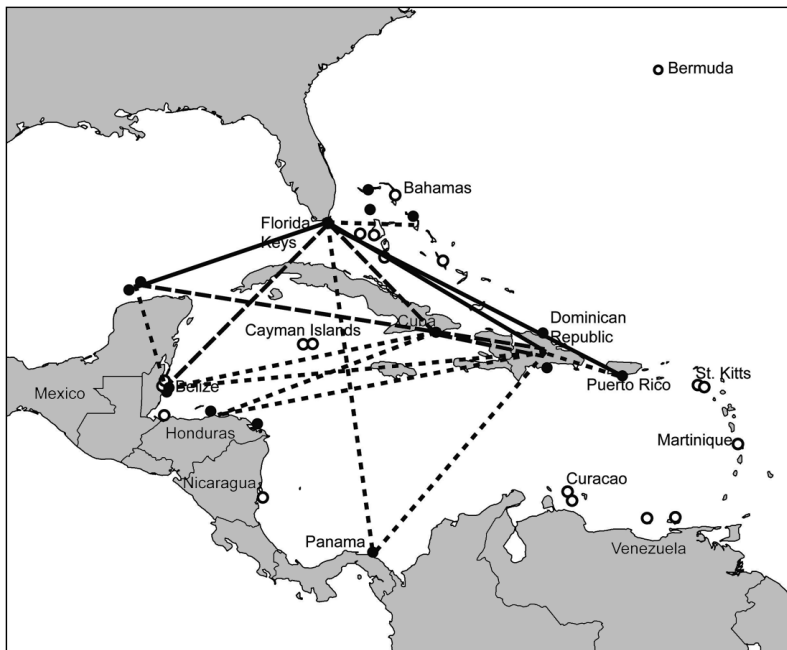 Bermuda
Bahamas
Florida
Keys
Dominican
Republic
Cuba
Cayman Islands
Mexico
Belize
Puerto Rico
St. Kitts
Honduras
Martinique
Nicaragua
Curacao
Panama
Venezuela